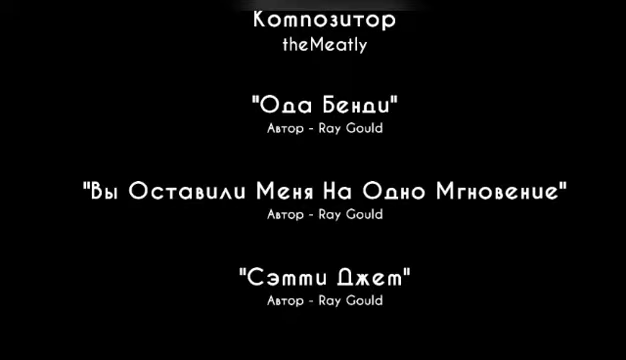 Композитор
theMeatly
"Ода Бенди"
Автор - Ray Gould
"Вы Оставили Меня На Одно Мгновение"
Автор - Ray Gould
"Сэмми Джет"
Автор - Ray Gould